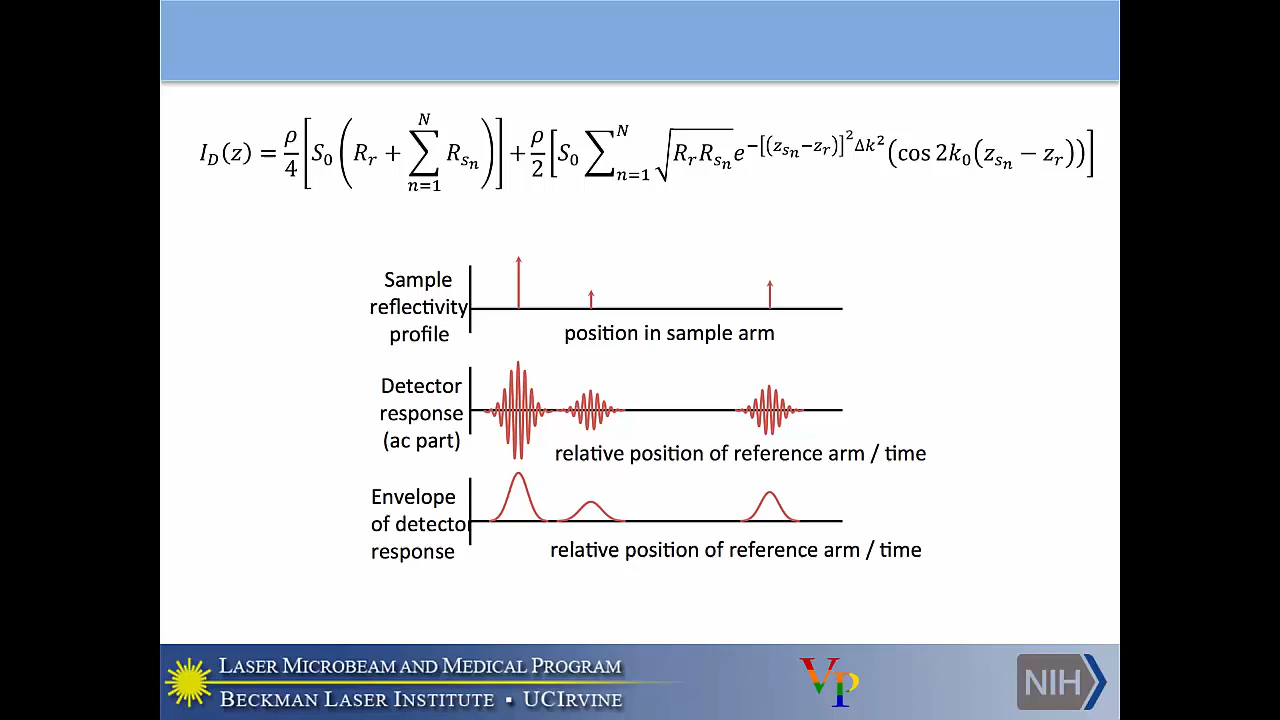 I_D(z) = ρ/4 [S_0 (R_r + ∑_{n=1}^{N} R_{s_n})] + ρ/2 [S_0 ∑_{n=1}^{N} √(R_r R_{s_n}) e^{−[(z_{s_n}−z_r)]^2 Δk^2} (cos 2k_0(z_{s_n} − z_r))]
Sample
reflectivity
profile
position in sample arm
Detector
response
(ac part)
relative position of reference arm / time
Envelope
of detector
response
relative position of reference arm / time
LASER MICROBEAM AND MEDICAL PROGRAM
BECKMAN LASER INSTITUTE ▪ UCIRVINE
VP
NIH